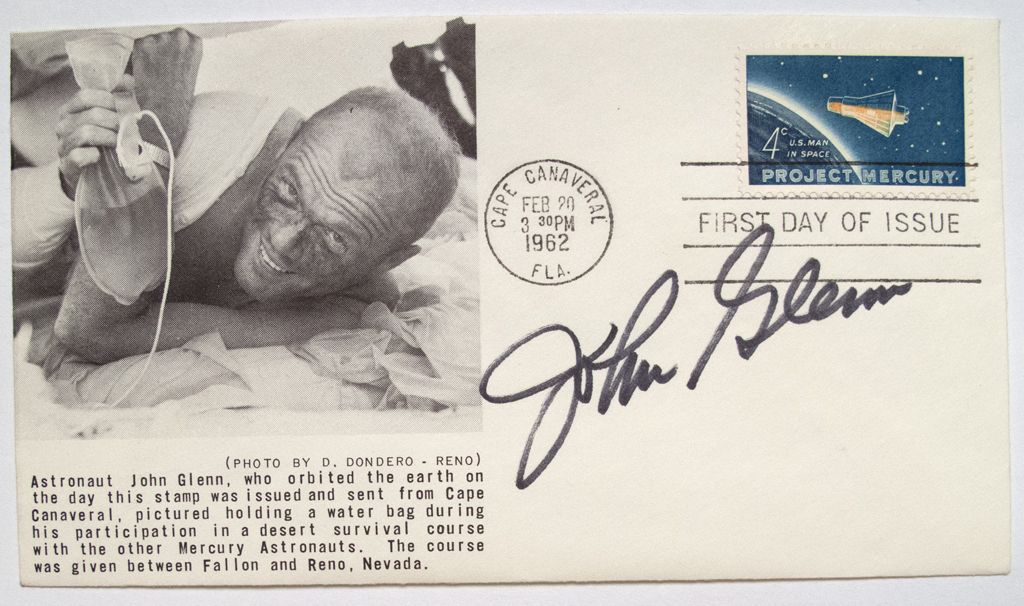 4c U.S. MAN
IN SPACE
PROJECT MERCURY
CAPE CANAVERAL
FEB 20
3 30 PM
1962
FLA.
FIRST DAY OF ISSUE
John Glenn
(PHOTO BY D. DONDERO - RENO)
Astronaut John Glenn, who orbited the earth on
the day this stamp was issued and sent from Cape
Canaveral, pictured holding a water bag during
his participation in a desert survival course
with the other Mercury Astronauts. The course
was given between Fallon and Reno, Nevada.